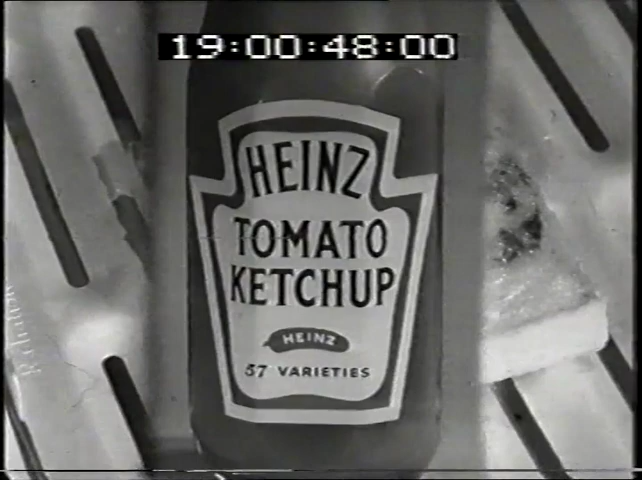 19:00:48:00
HEINZ
TOMATO
KETCHUP
HEINZ
57 VARIETIES